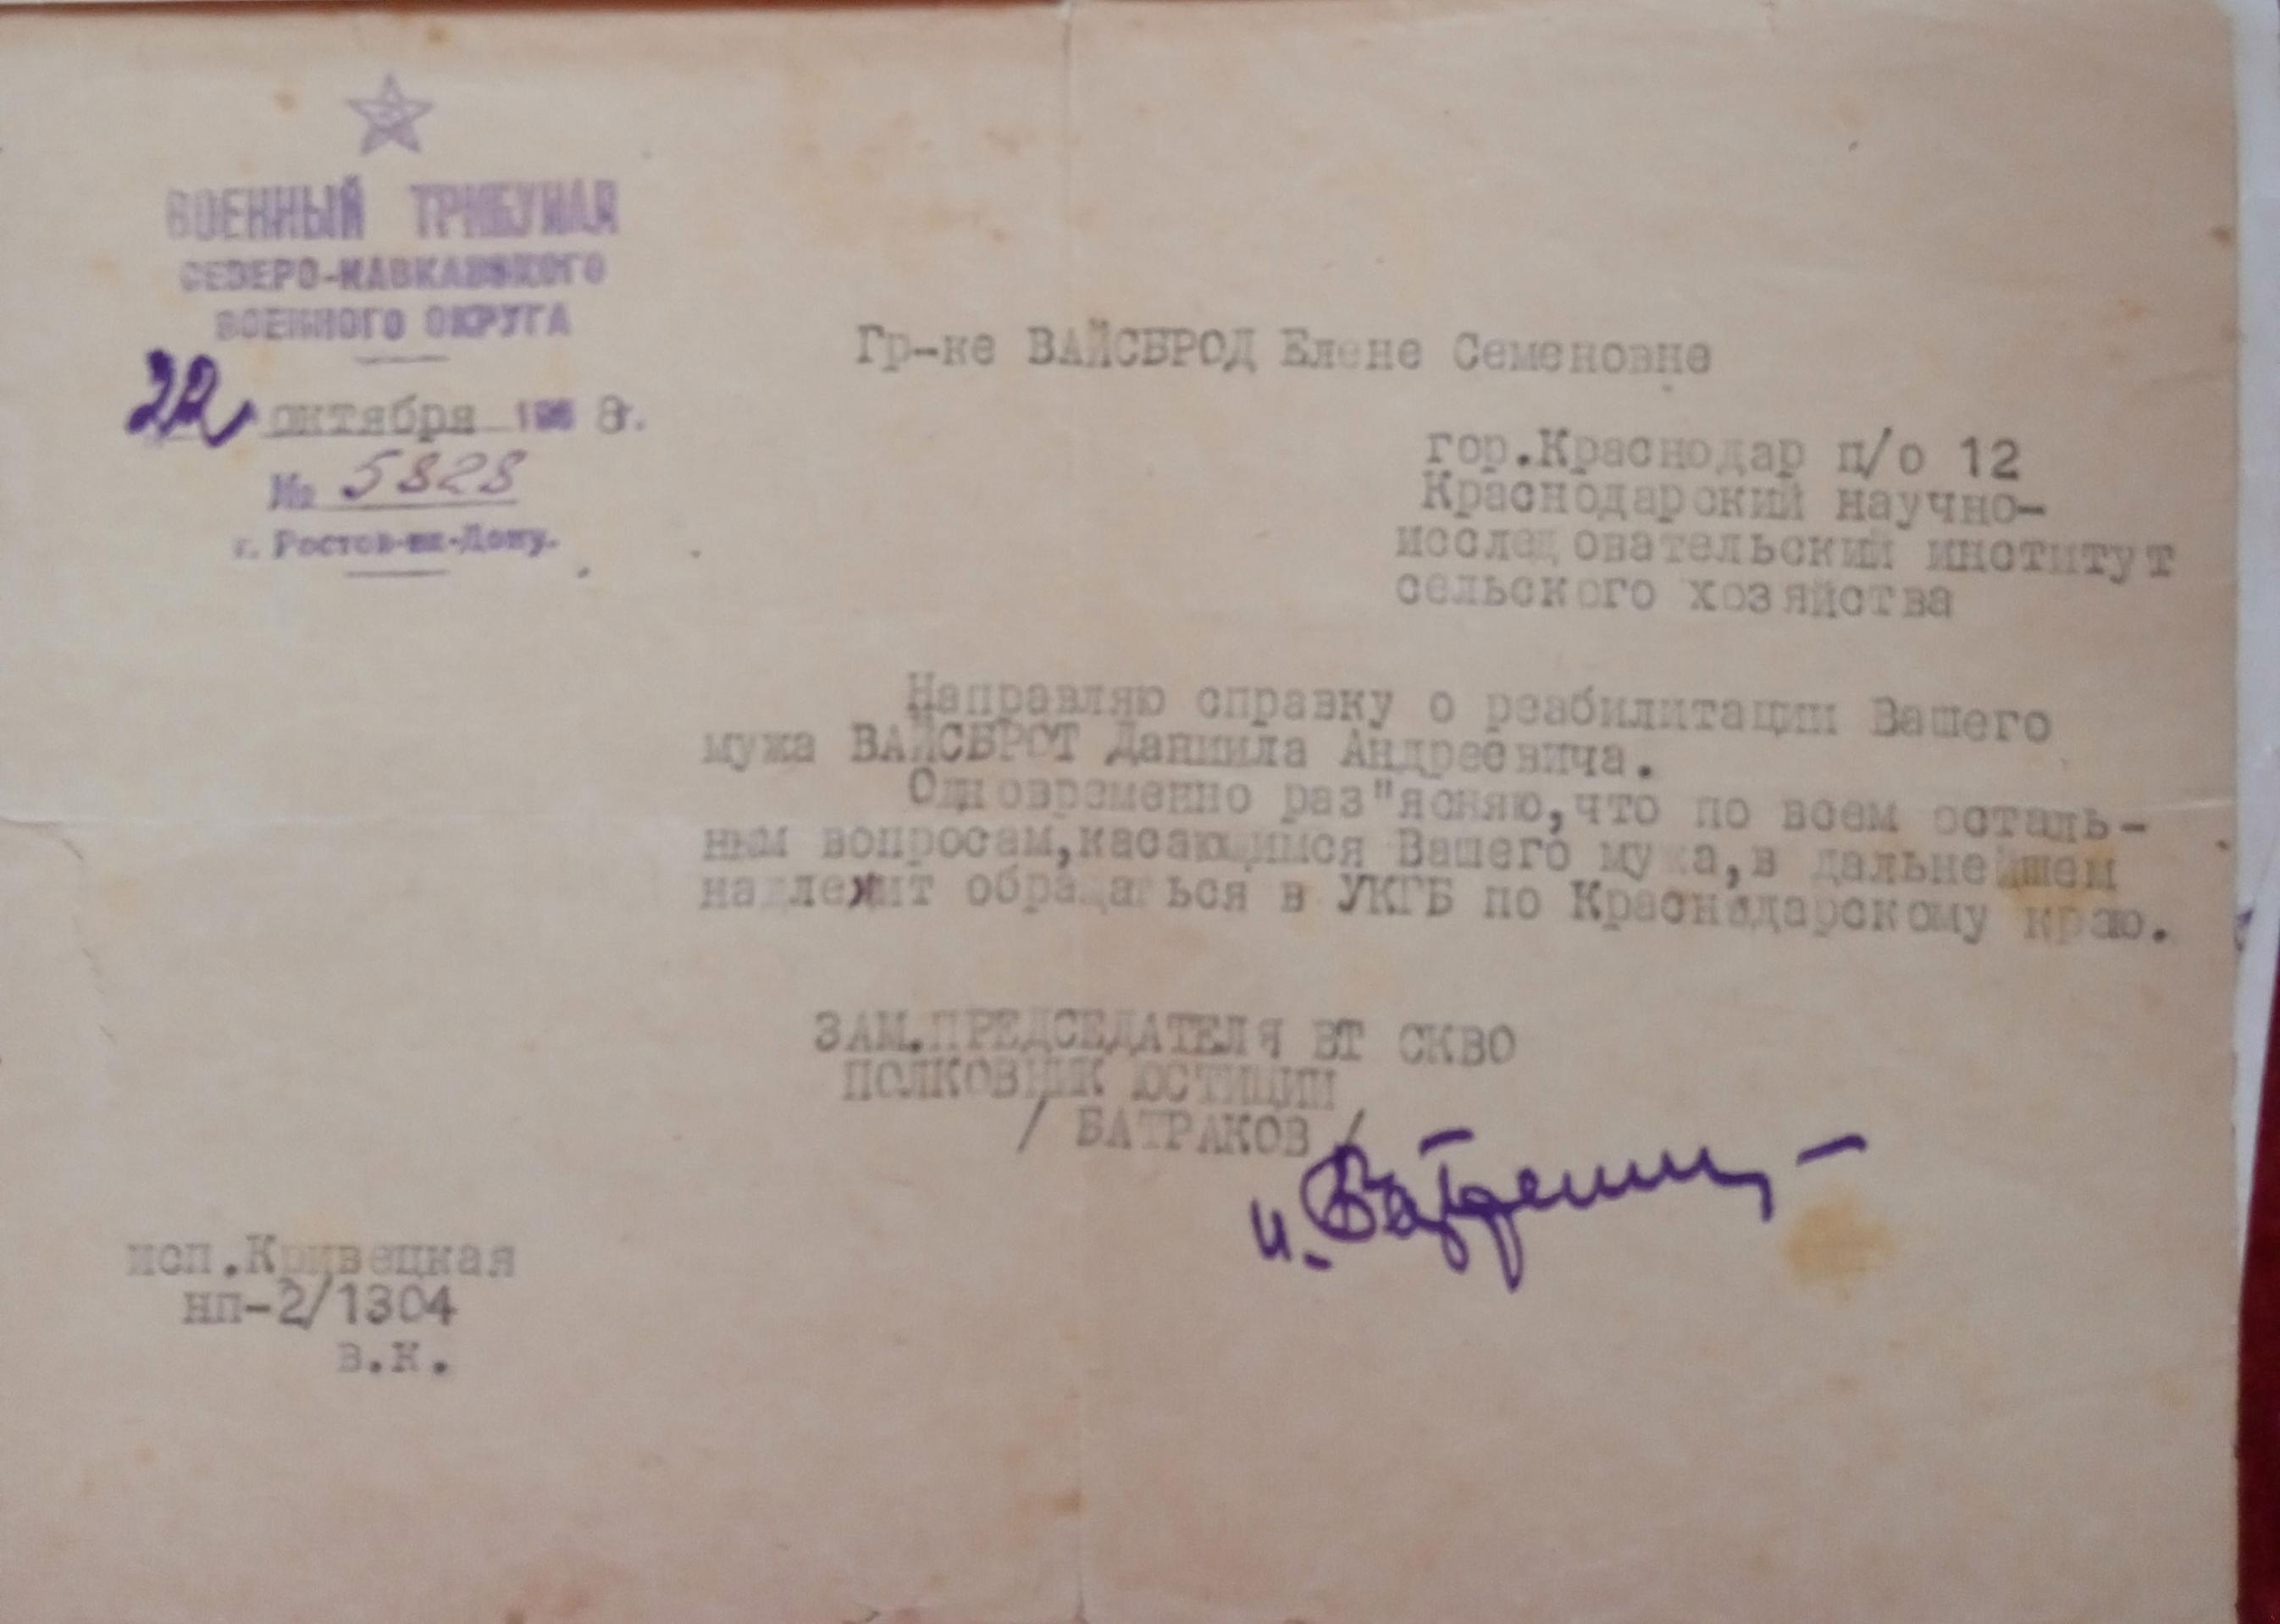 ВОЕННЫЙ ТРИБУНАЛ
СЕВЕРО-КАВКАЗСКОГО
ВОЕННОГО ОКРУГА
22 октября 8г.
№ 5828
г. Ростов-на-Дону.
Гр-ке ВАЙСБРОД Елене Семеновне
гор.Краснодар п/о 12
Краснодарский научно-
исследовательский институт
сельского хозяйства
Направляю справку о реабилитации Вашего
мужа ВАЙСБРОТ Даниила Андреевича.
Одновременно раз"ясняю,что по всем осталь-
ным вопросам,касающимся Вашего мужа,в дальнейшем
надлежит обращаться в УКГБ по Краснодарскому краю.
ЗАМ.ПРЕДСЕДАТЕЛЯ ВТ СКВО
ПОЛКОВНИК ЮСТИЦИИ
/ БАТРАКОВ /
исп.Кривецкая
нп-2/1304
в.к.